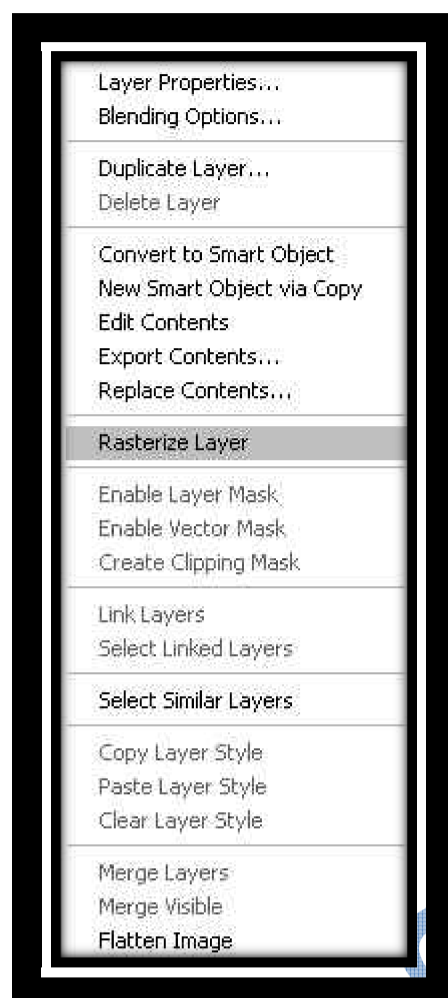 Layer Properties...
Blending Options...
Duplicate Layer...
Delete Layer
Convert to Smart Object
New Smart Object via Copy
Edit Contents
Export Contents...
Replace Contents...
Rasterize Layer
Enable Layer Mask
Enable Vector Mask
Create Clipping Mask
Link Layers
Select Linked Layers
Select Similar Layers
Copy Layer Style
Paste Layer Style
Clear Layer Style
Merge Layers
Merge Visible
Flatten Image